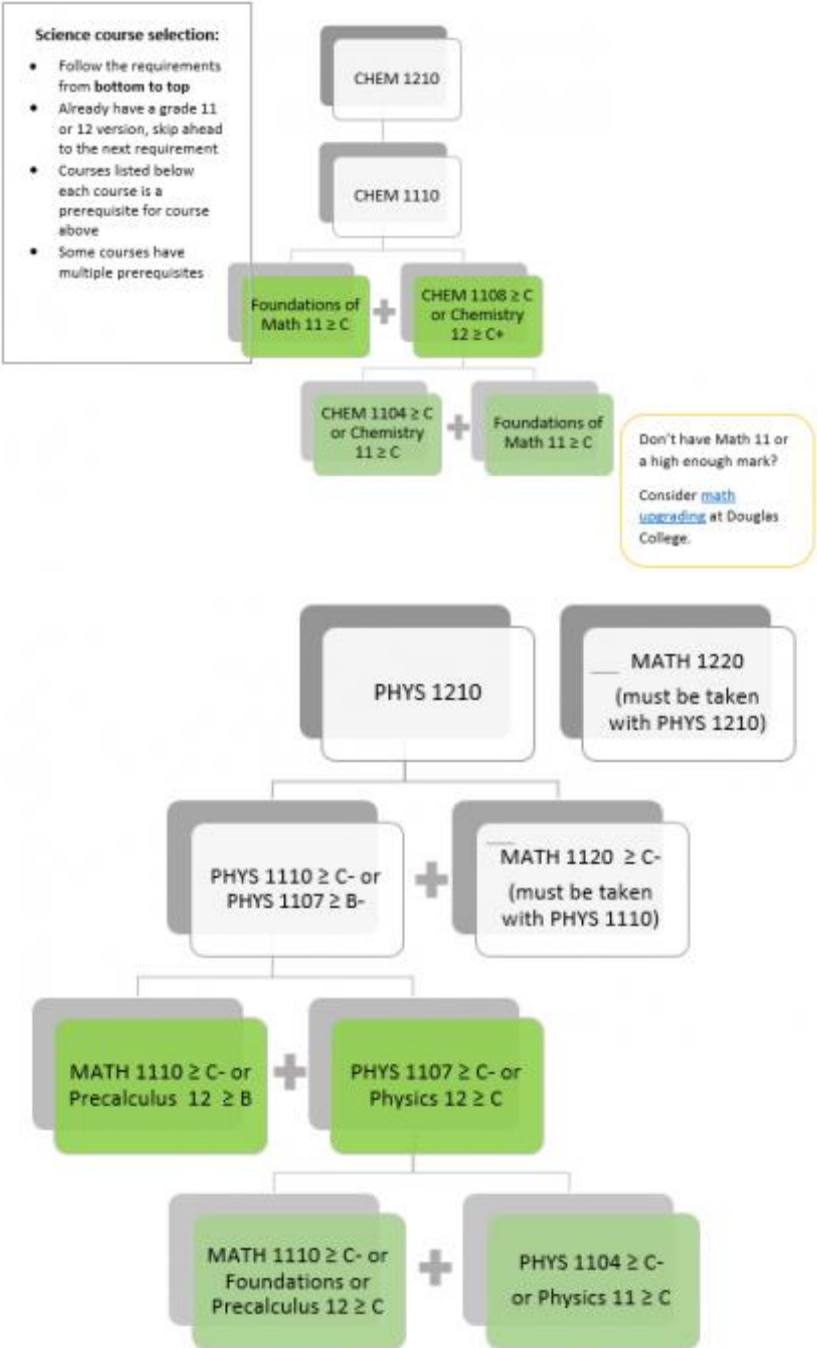 Science course selection:
• Follow the requirements
from bottom to top
• Already have a grade 11
or 12 version, skip ahead
to the next requirement
• Courses listed below
each course is a
prerequisite for course
above
• Some courses have
multiple prerequisites
CHEM 1210
CHEM 1110
Foundations of
Math 11 ≥ C
+
CHEM 1108 ≥ C
or Chemistry
12 ≥ C+
CHEM 1104 ≥ C
or Chemistry
11 ≥ C
+
Foundations of
Math 11 ≥ C
Don't have Math 11 or
a high enough mark?
Consider math
upgrading at Douglas
College.
PHYS 1210
MATH 1220
(must be taken
with PHYS 1210)
PHYS 1110 ≥ C- or
PHYS 1107 ≥ B-
+
MATH 1120 ≥ C-
(must be taken
with PHYS 1110)
MATH 1110 ≥ C- or
Precalculus 12 ≥ B
+
PHYS 1107 ≥ C- or
Physics 12 ≥ C
MATH 1110 ≥ C- or
Foundations or
Precalculus 12 ≥ C
+
PHYS 1104 ≥ C-
or Physics 11 ≥ C